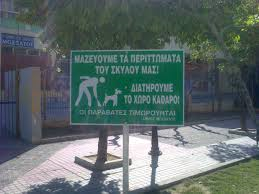 ΜΑΖΕΥΟΥΜΕ ΤΑ ΠΕΡΙΤΤΩΜΑΤΑ
ΤΟΥ ΣΚΥΛΟΥ ΜΑΣ!
· ΔΙΑΤΗΡΟΥΜΕ
ΤΟ ΧΩΡΟ ΚΑΘΑΡΟ!
ΟΙ ΠΑΡΑΒΑΤΕΣ ΤΙΜΩΡΟΥΝΤΑΙ